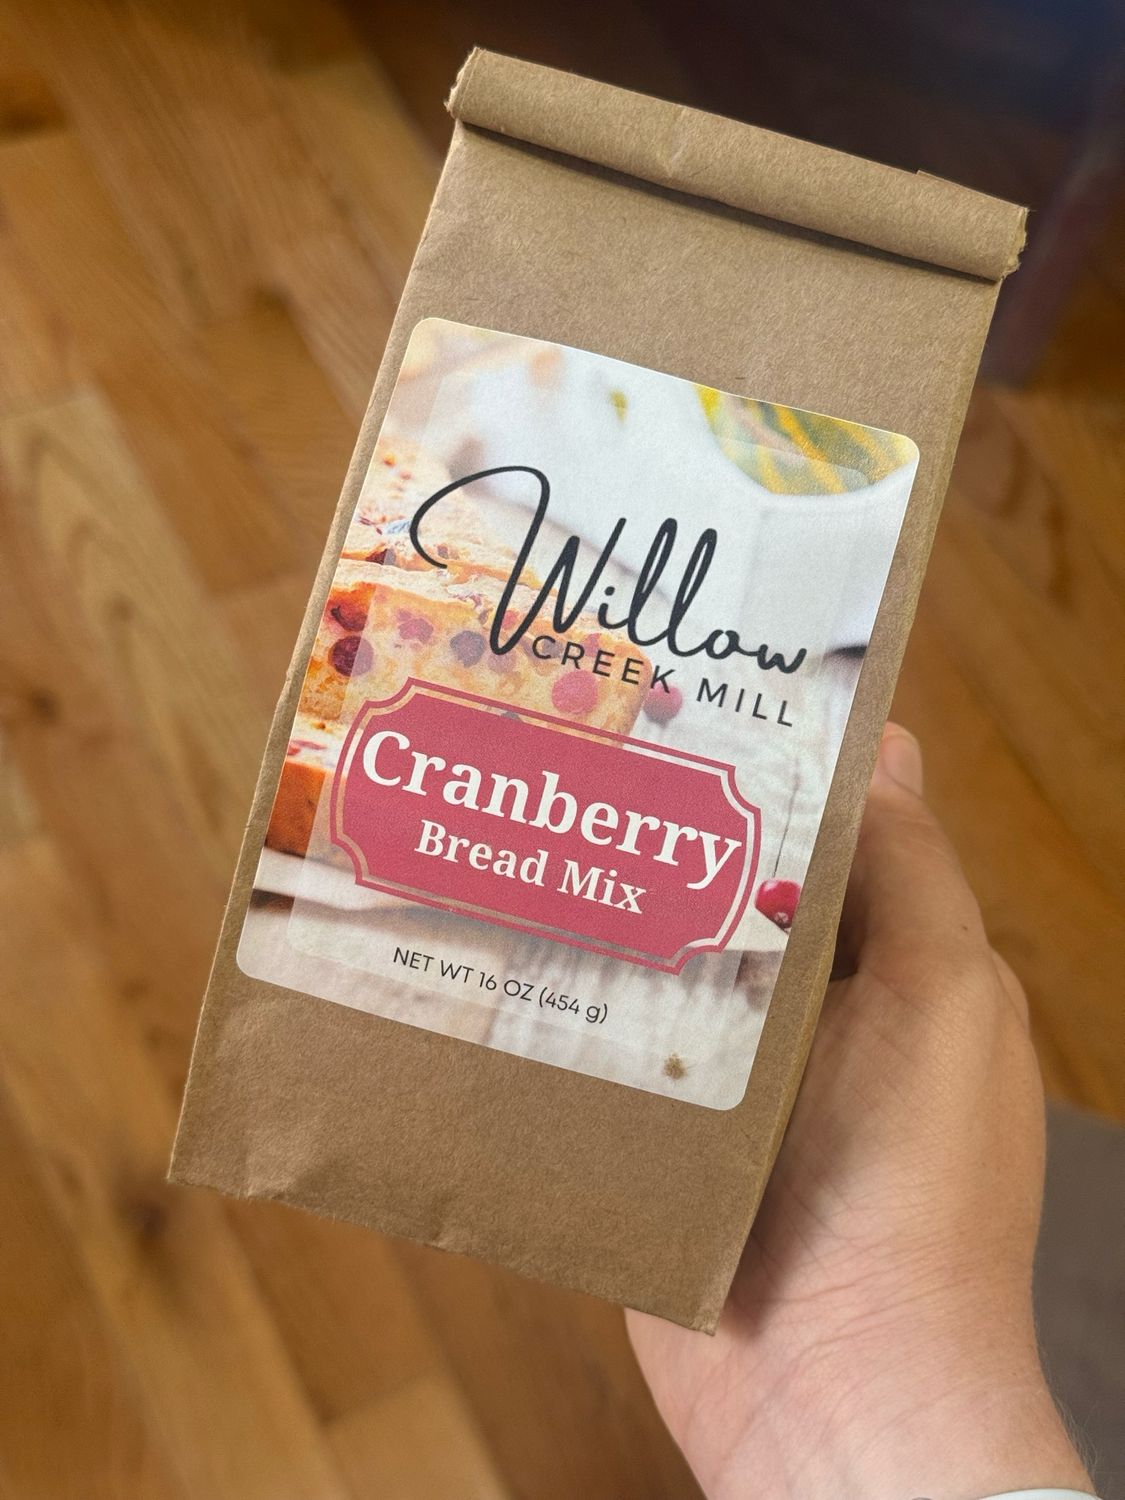 Willow
CREEK MILL
Cranberry
Bread Mix
NET WT 16 OZ (454 g)